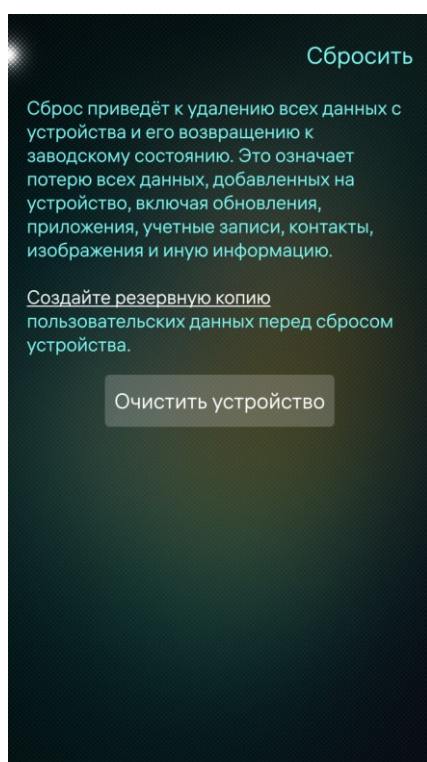 Сбросить
Сброс приведёт к удалению всех данных с
устройства и его возвращению к
заводскому состоянию. Это означает
потерю всех данных, добавленных на
устройство, включая обновления,
приложения, учетные записи, контакты,
изображения и иную информацию.
Создайте резервную копию
пользовательских данных перед сбросом
устройства.
Очистить устройство